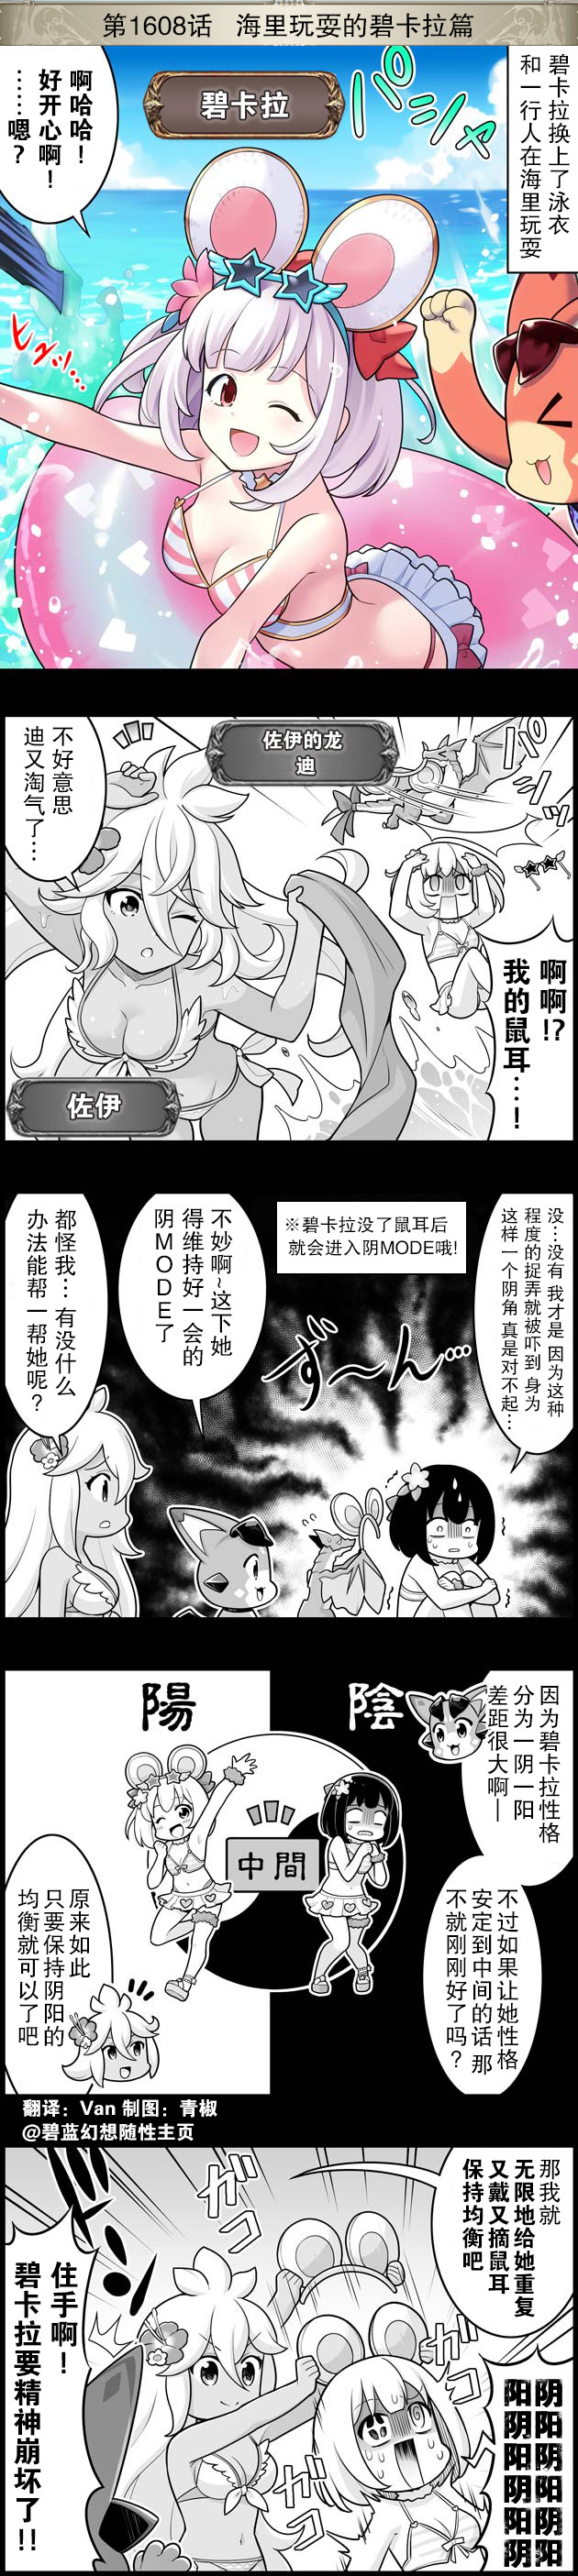 第1608话　海里玩耍的碧卡拉篇
碧卡拉换上了泳衣
和一行人在海里玩耍
パシャ
碧卡拉
啊哈哈！
好开心啊！
……嗯？
ヒュッ…
パシッ
佐伊的龙
迪
不好意思
迪又淘气了…
啊啊!?
我的鼠耳…！
佐伊
没…没有 我才是 因为这种
程度的捉弄就被吓到 身为
这样一个阴角 真是对不起…
※碧卡拉没了鼠耳后
就会进入阴MODE哦!
ず～ん…
不妙啊~这下她
得维持好一会的
阴MODE了
都怪我… 有没什么
办法能帮一帮她呢？
因为碧卡拉性格
分为一阴一阳
差距很大啊—
陰
陽
中間
不过如果让她性格
安定到中间的话 那
不就刚刚好了吗？
原来如此
只要保持阴阳的
均衡就可以了吧
翻译：Van 制图：青椒
@碧蓝幻想随性主页
那我就
无限地给她重复
又戴又摘鼠耳
保持均衡吧
ガコ
ガコ
ガコ
阴阳阴阳阴阳
阳阴阳阴阳阴
住手啊！
碧卡拉要精神崩坏了!!